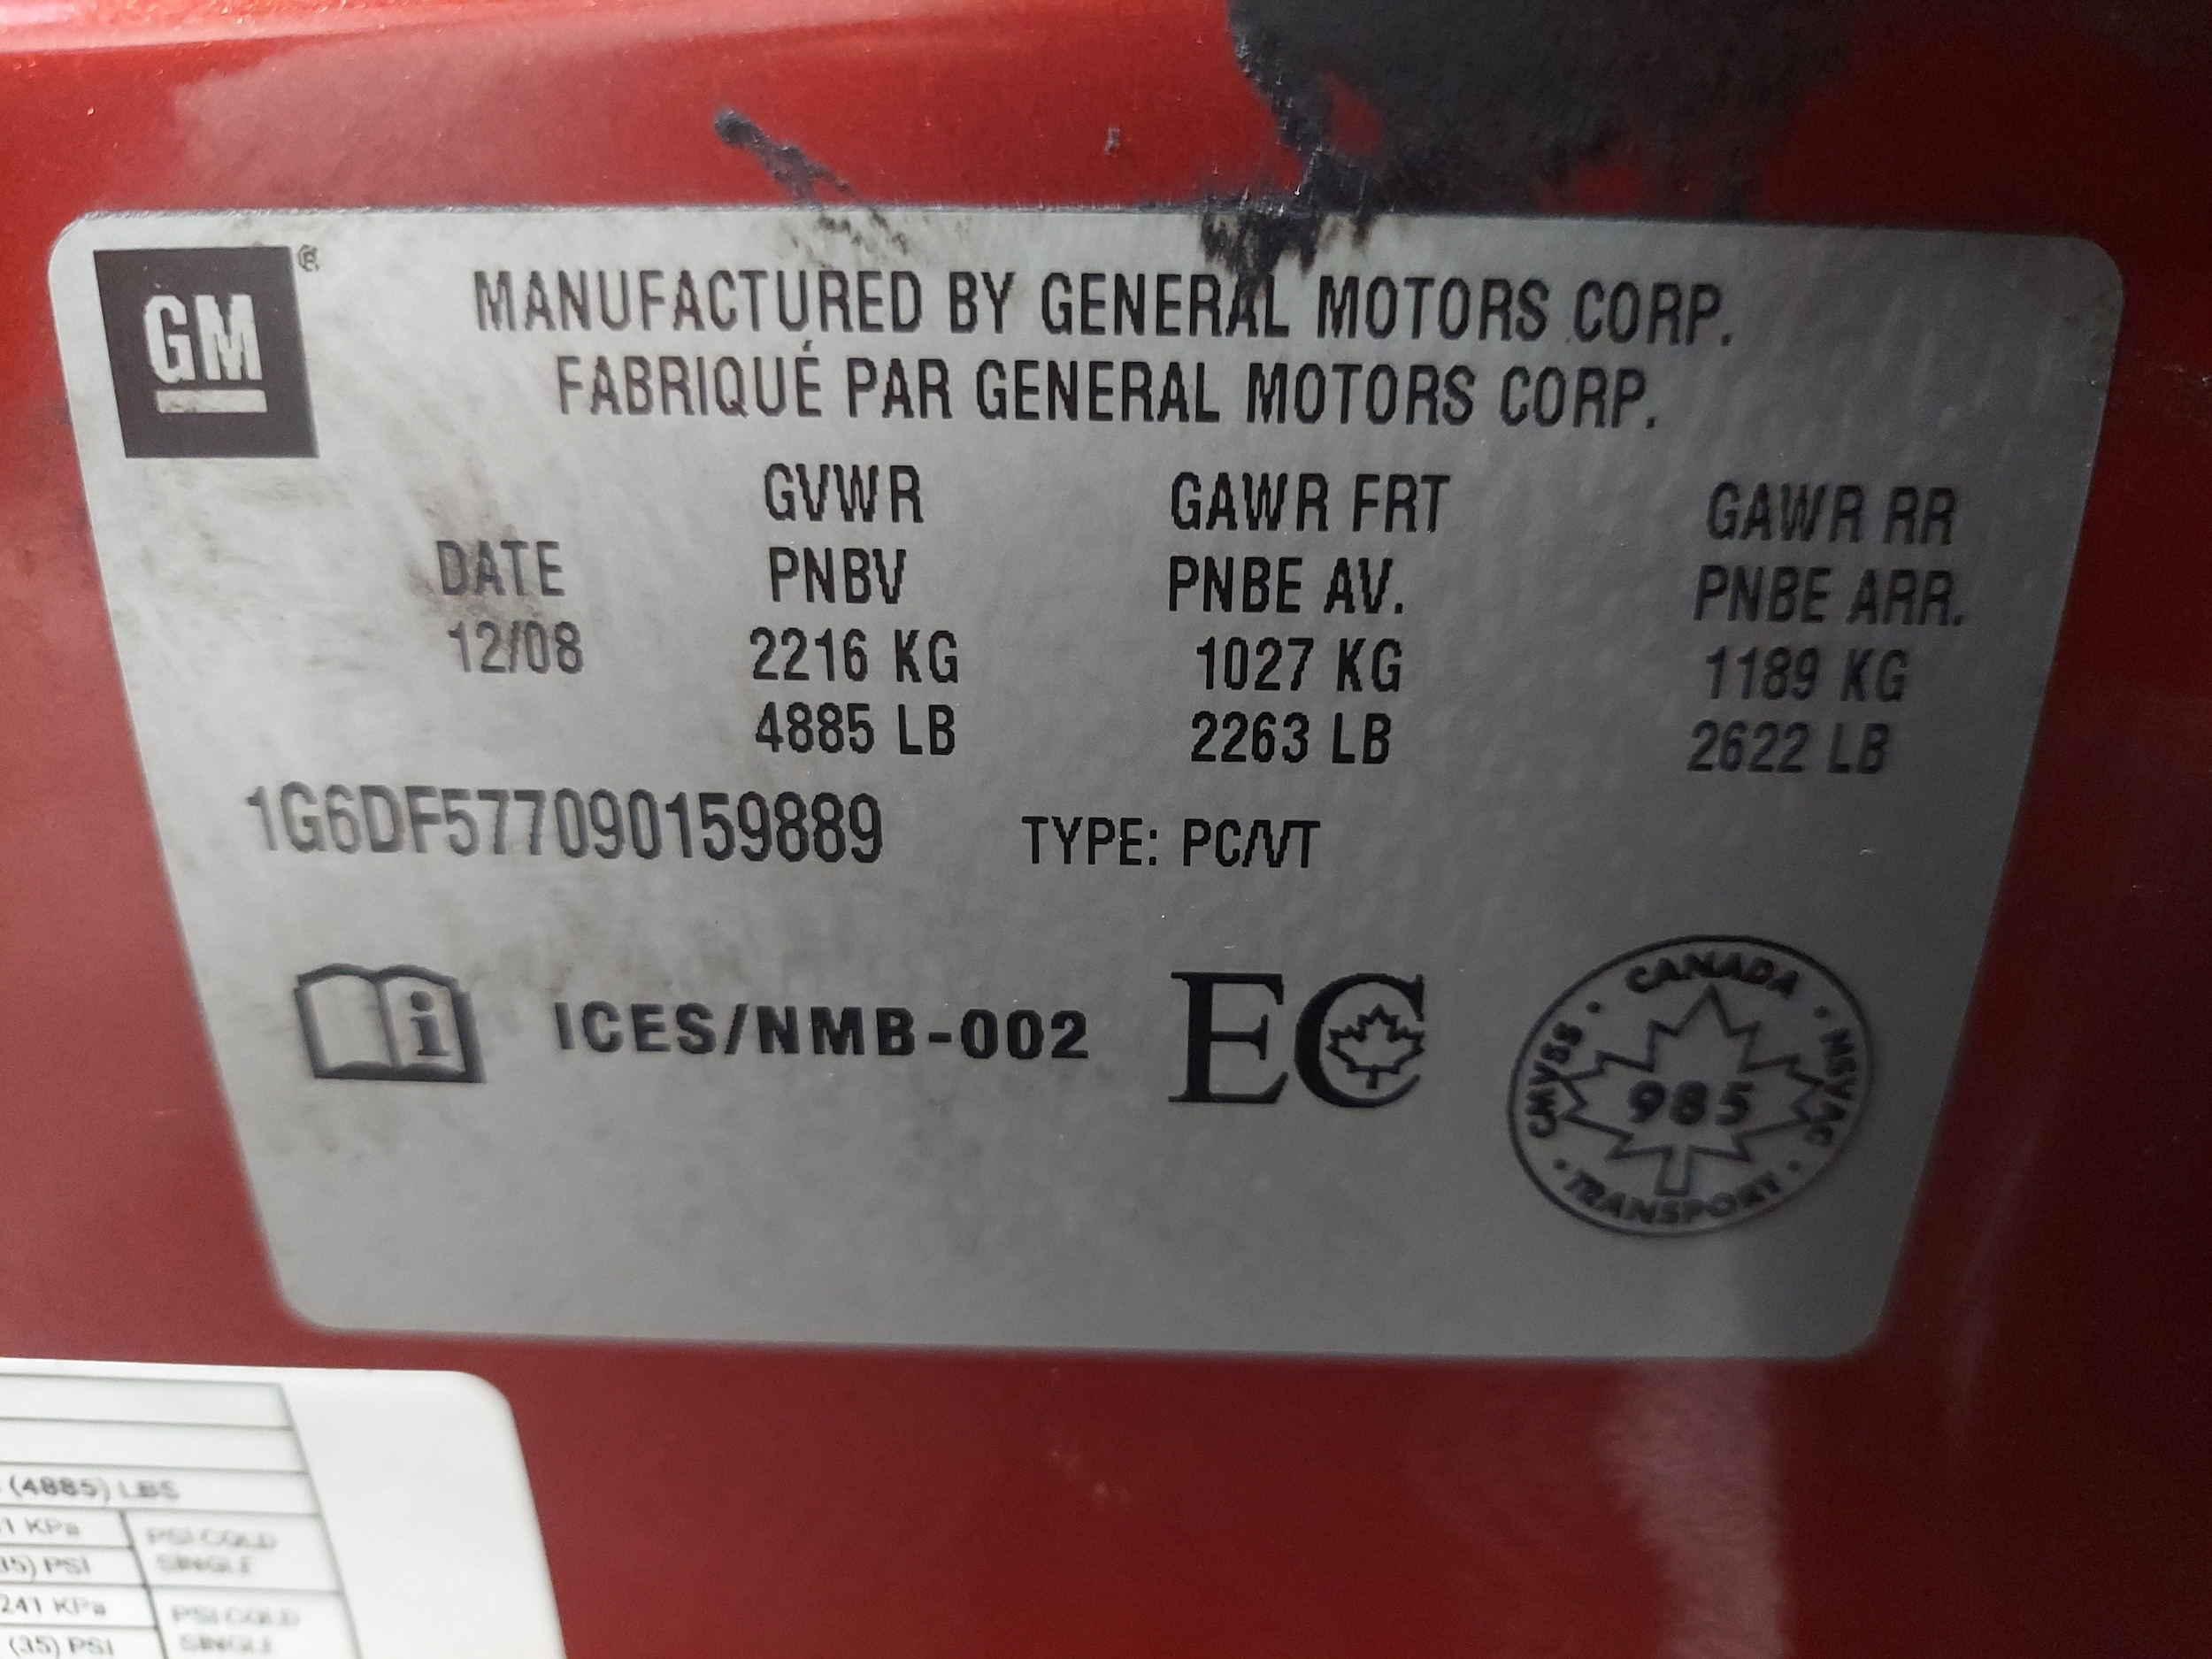 GM ®
MANUFACTURED BY GENERAL MOTORS CORP.
FABRIQUÉ PAR GENERAL MOTORS CORP.
GVWR GAWR FRT GAWR RR
DATE PNBV PNBE AV. PNBE ARR.
12/08 2216 KG 1027 KG 1189 KG
4885 LB 2263 LB 2622 LB
1G6DF577090159889 TYPE: PC/VT
i ICES/NMB-002 EC
CANADA
CMVSS · · NSVAC
985
· TRANSPORT ·
(4885) LBS
KPa PSI COLD
PSI SINGLE
241 KPa PSI COLD
(35) PSI SINGLE